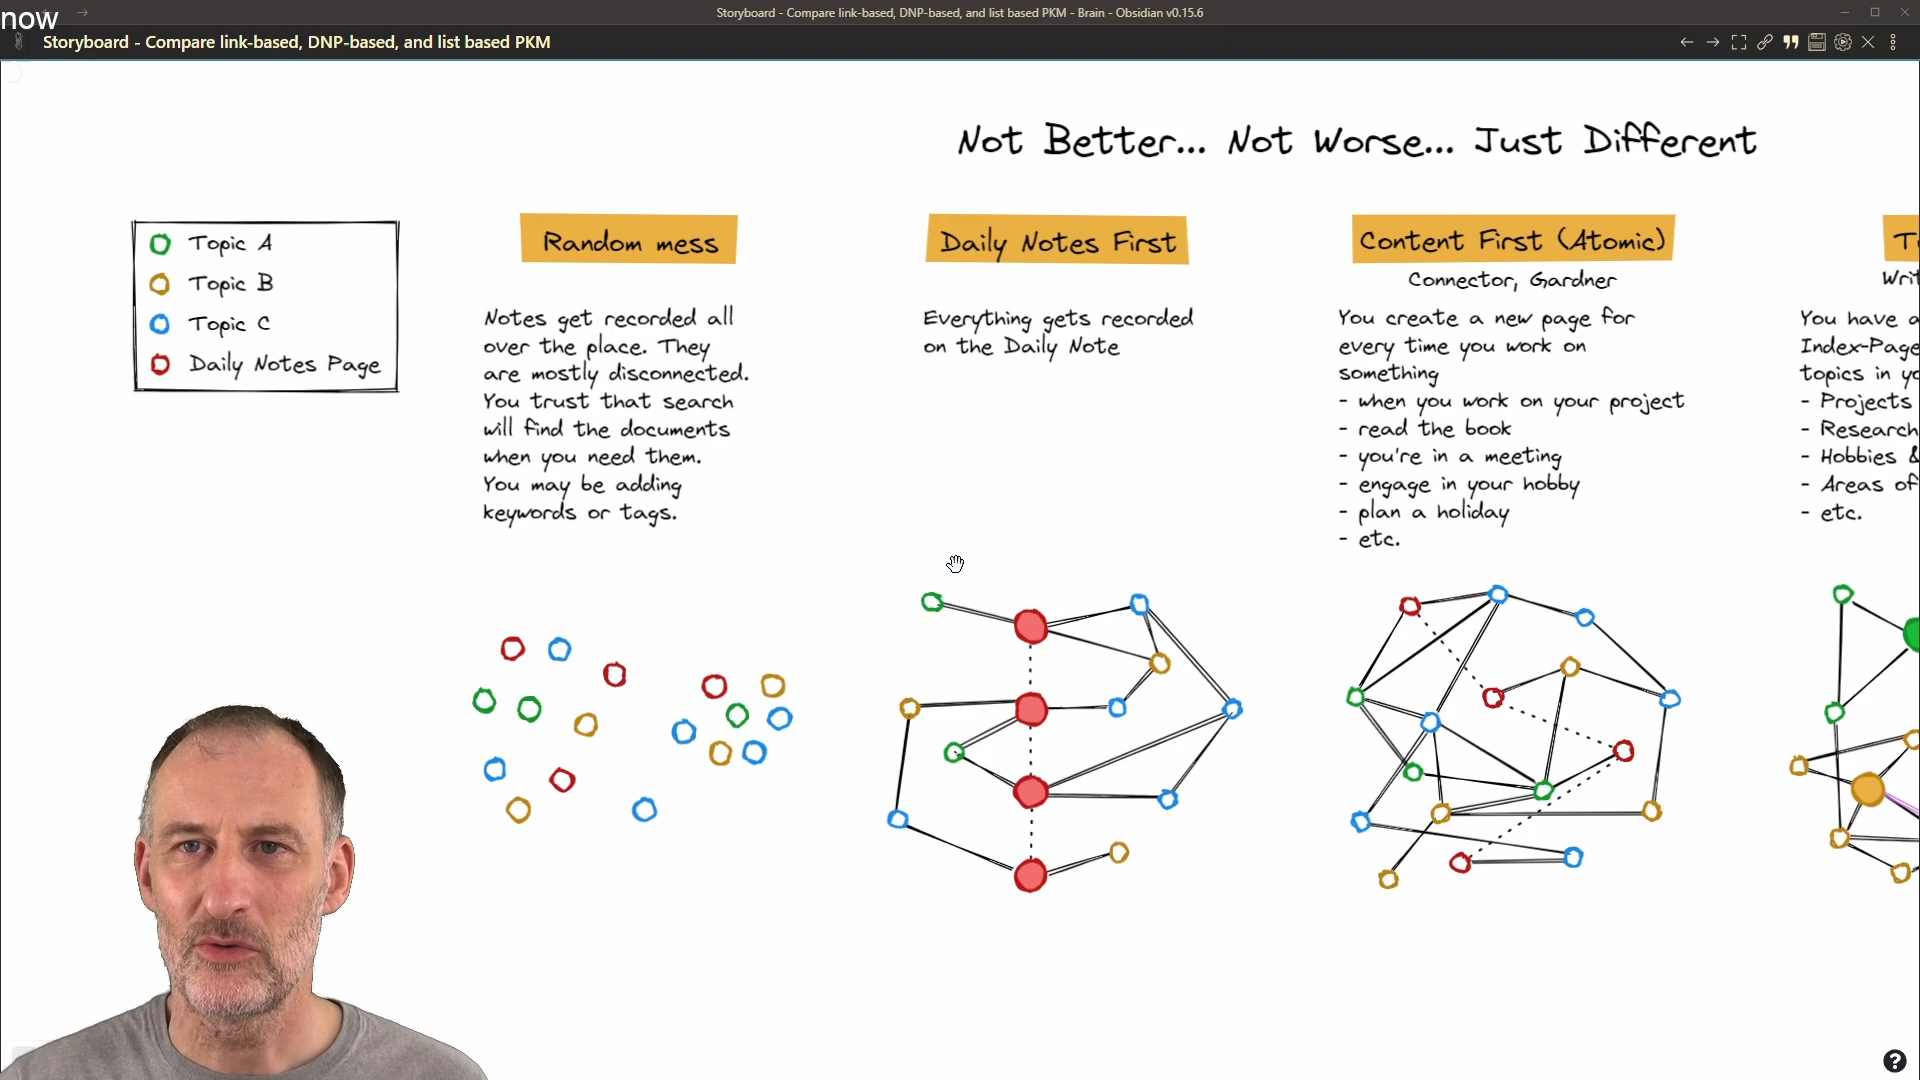 now
Storyboard - Compare link-based, DNP-based, and list based PKM - Brain - Obsidian v0.15.6
Storyboard - Compare link-based, DNP-based, and list based PKM
Not Better... Not Worse... Just Different
Topic A
Topic B
Topic C
Daily Notes Page
Random mess
Notes get recorded all
over the place. They
are mostly disconnected.
You trust that search
will find the documents
when you need them.
You may be adding
keywords or tags.
Daily Notes First
Everything gets recorded
on the Daily Note
Content First (Atomic)
Connector, Gardner
You create a new page for
every time you work on
something
- when you work on your project
- read the book
- you're in a meeting
- engage in your hobby
- plan a holiday
- etc.
You have a
Index-Page
topics in yo
- Projects
- Research
- Hobbies &
- Areas of
- etc.